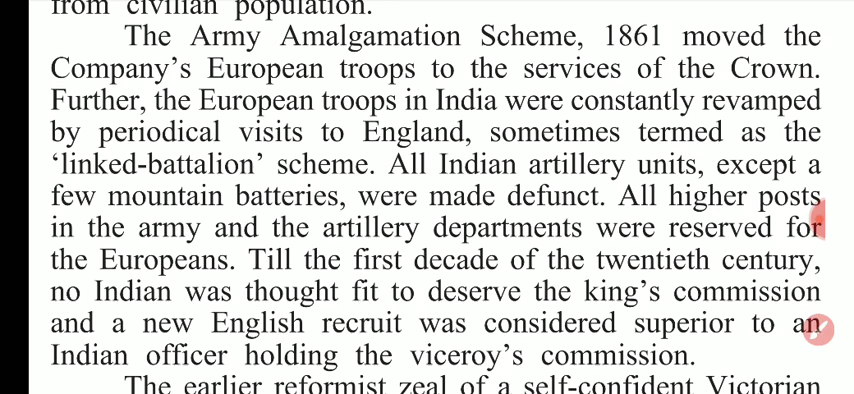 from civilian population.
The Army Amalgamation Scheme, 1861 moved the
Company’s European troops to the services of the Crown.
Further, the European troops in India were constantly revamped
by periodical visits to England, sometimes termed as the
‘linked-battalion’ scheme. All Indian artillery units, except a
few mountain batteries, were made defunct. All higher posts
in the army and the artillery departments were reserved for
the Europeans. Till the first decade of the twentieth century,
no Indian was thought fit to deserve the king’s commission
and a new English recruit was considered superior to an
Indian officer holding the viceroy’s commission.
The earlier reformist zeal of a self-confident Victorian